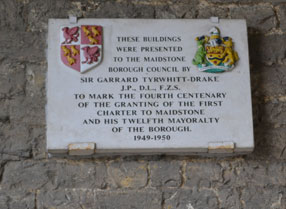 THESE BUILDINGS
WERE PRESENTED
TO THE MAIDSTONE
BOROUGH COUNCIL BY
SIR GARRARD TYRWHITT-DRAKE
J.P., D.L., F.Z.S.
TO MARK THE FOURTH CENTENARY
OF THE GRANTING OF THE FIRST
CHARTER TO MAIDSTONE
AND HIS TWELFTH MAYORALTY
OF THE BOROUGH
1949-1950